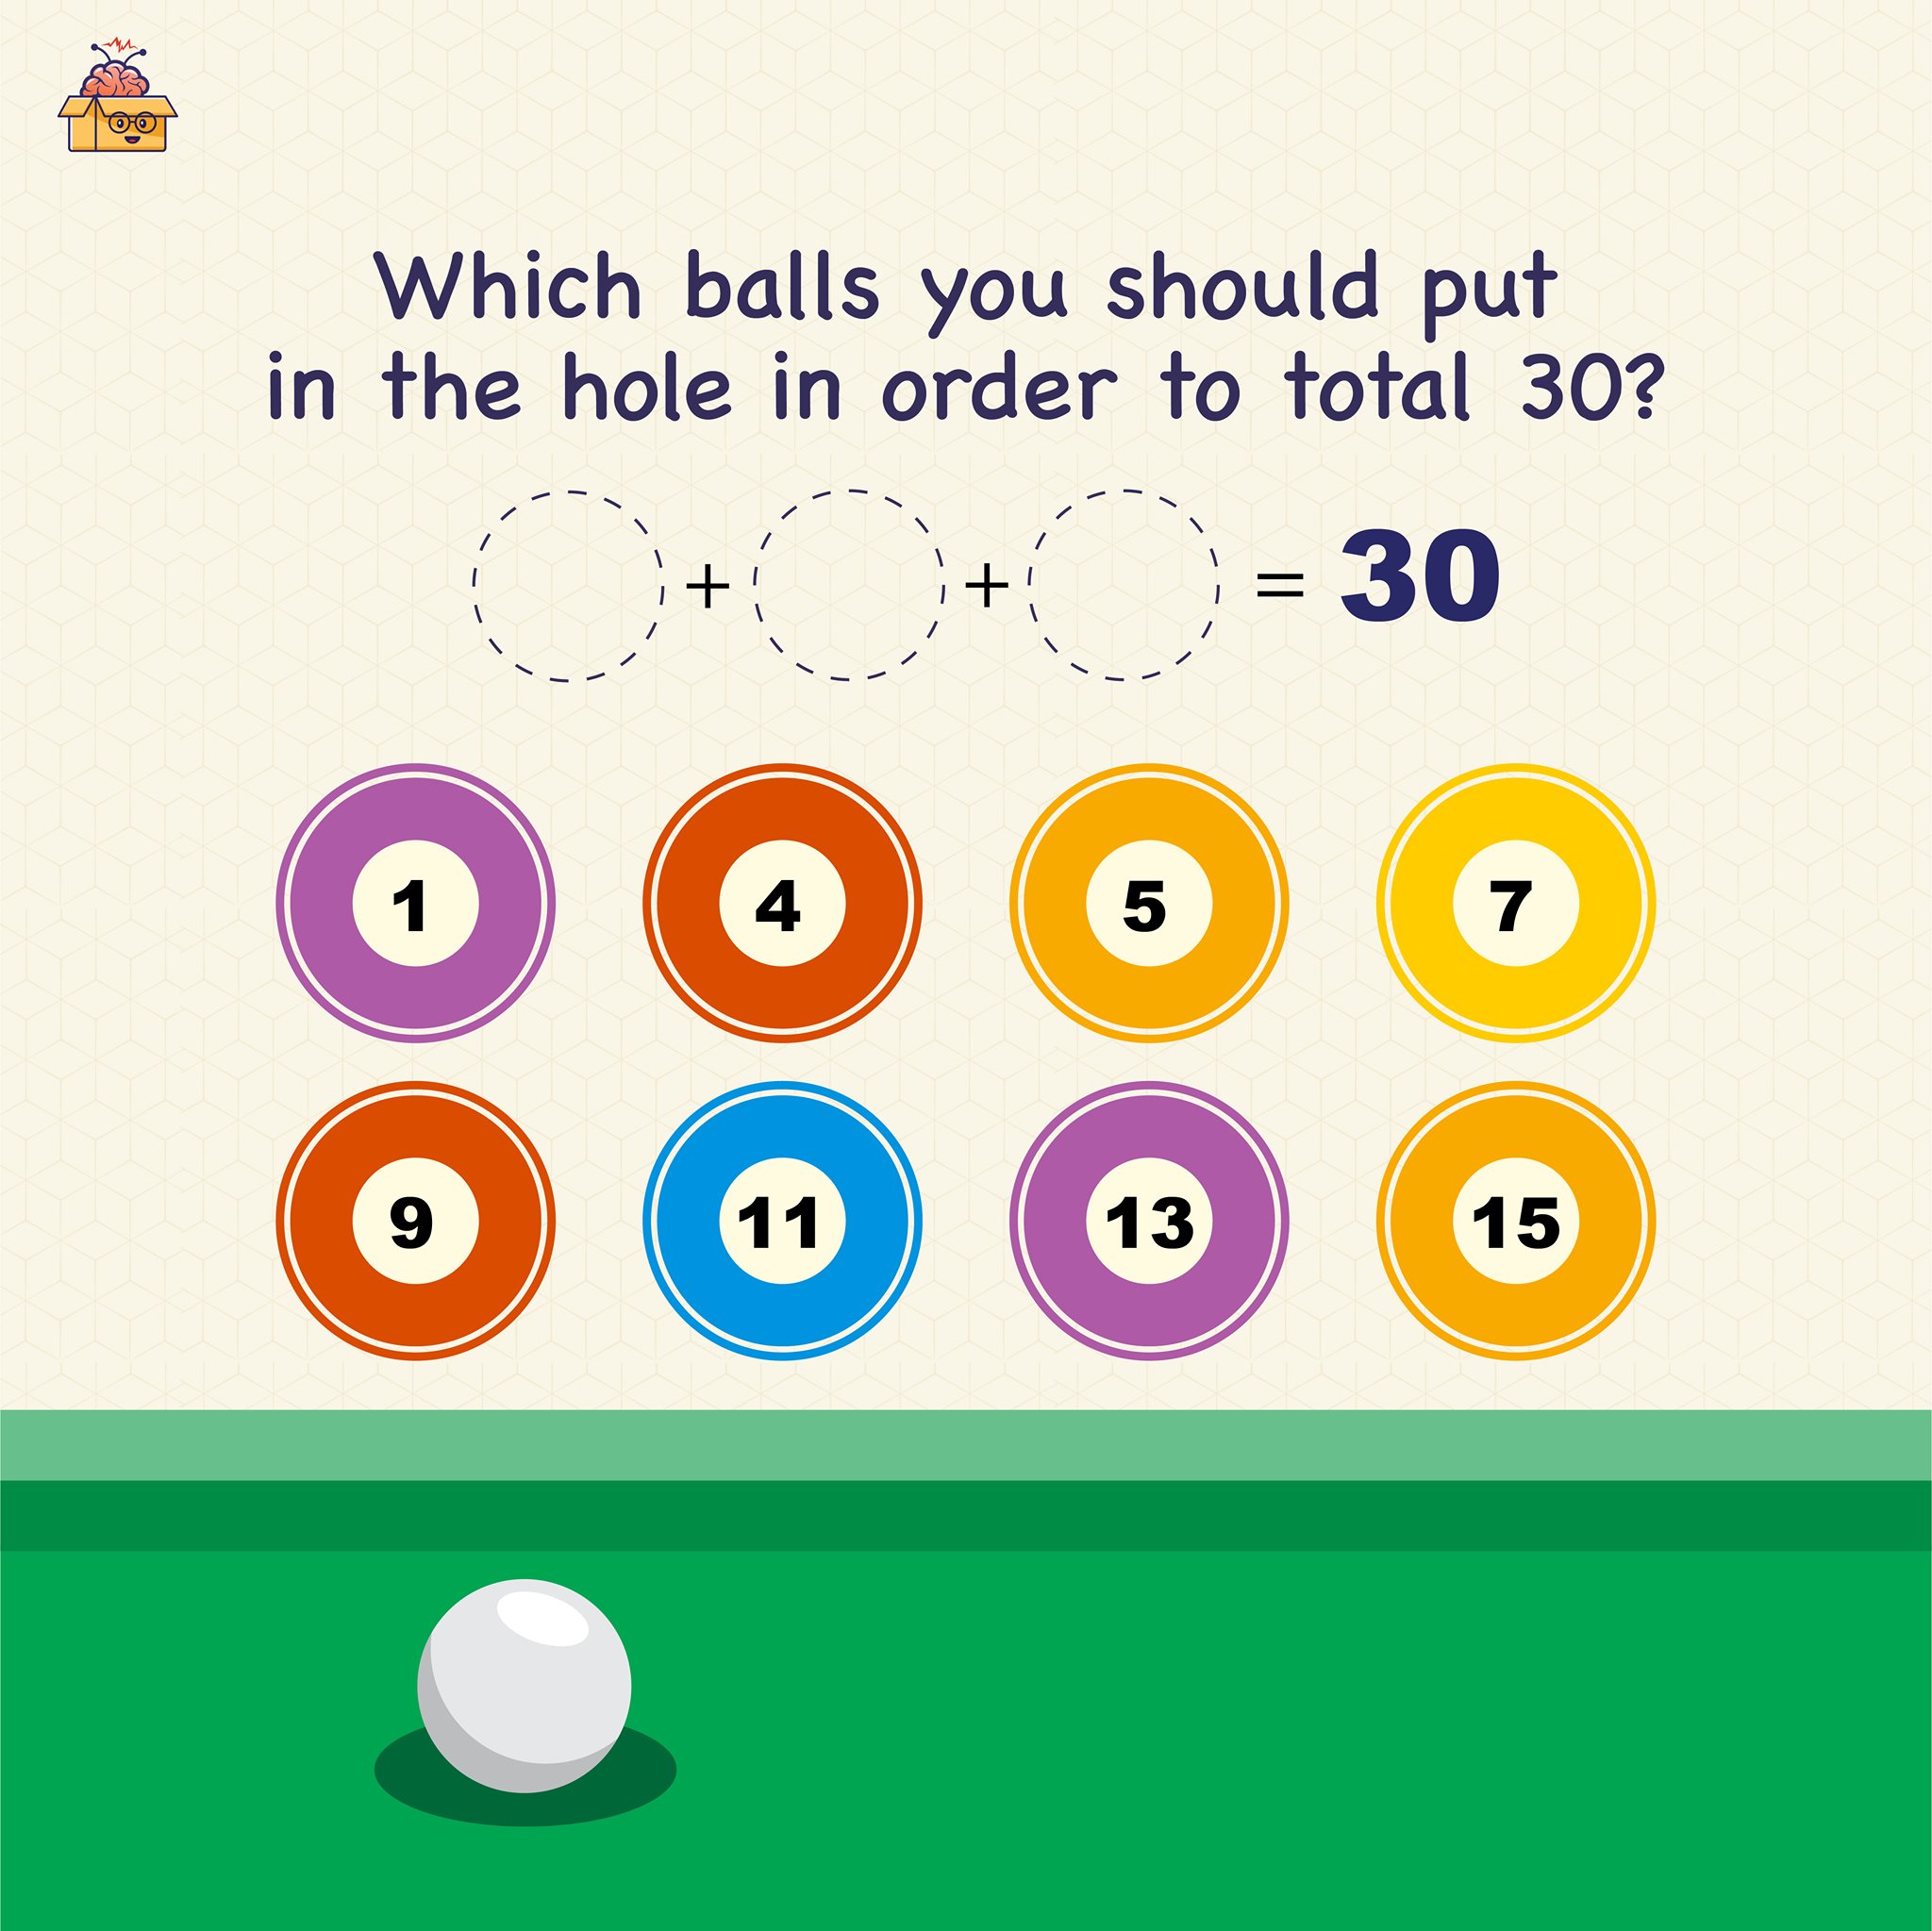 Which balls you should put
in the hole in order to total 30?
+ + = 30
1 4 5 7
9 11 13 15